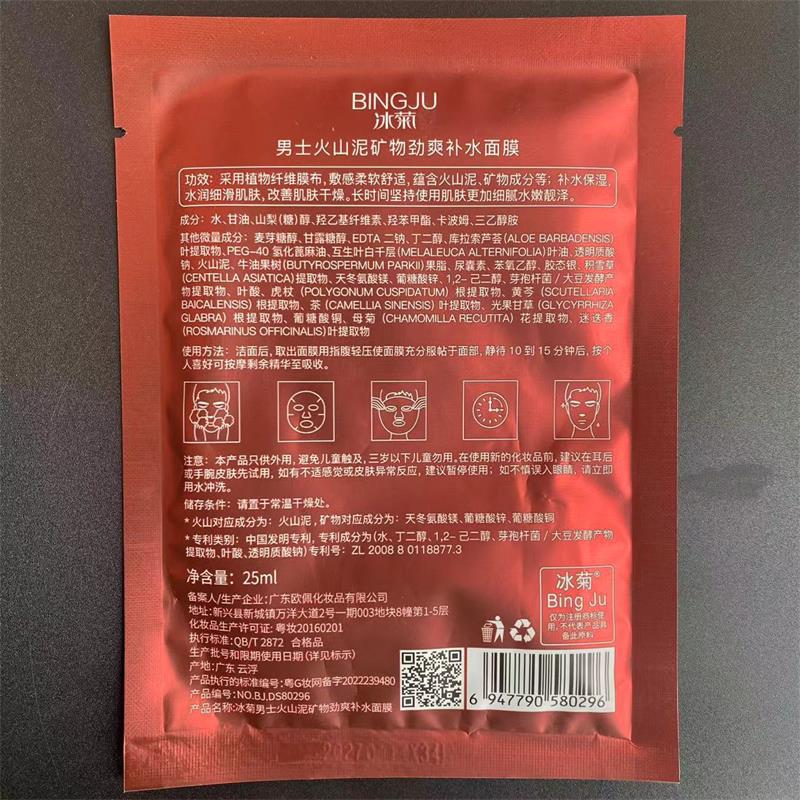 BINGJU
冰菊
男士火山泥矿物劲爽补水面膜
功效：采用植物纤维膜布，敷感柔软舒适，蕴含火山泥、矿物成分等；补水保湿，
水润细滑肌肤，改善肌肤干燥。长时间坚持使用肌肤更加细腻水嫩靓泽。
成分：水、甘油、山梨（糖）醇、羟乙基纤维素、羟苯甲酯、卡波姆、三乙醇胺
其他微量成分：麦芽糖醇、甘露糖醇、EDTA 二钠、丁二醇、库拉索芦荟(ALOE BARBADENSIS)
叶提取物、PEG-40 氢化蓖麻油、互生叶白千层(MELALEUCA ALTERNIFOLIA)叶油、透明质酸
钠、火山泥、牛油果树(BUTYROSPERMUM PARKII)果脂、尿囊素、苯氧乙醇、胶态银、积雪草
(CENTELLA ASIATICA)提取物、天冬氨酸镁、葡糖酸锌、1,2- 己二醇、芽孢杆菌 / 大豆发酵产
物提取物、叶酸、虎杖 (POLYGONUM CUSPIDATUM) 根提取物、黄芩 (SCUTELLARIA
BAICALENSIS) 根提取物、茶 (CAMELLIA SINENSIS) 叶提取物、光果甘草 (GLYCYRRHIZA
GLABRA) 根提取物、葡糖酸铜、母菊 (CHAMOMILLA RECUTITA) 花提取物、迷迭香
(ROSMARINUS OFFICINALIS)叶提取物
使用方法：洁面后，取出面膜用指腹轻压使面膜充分服帖于面部，静待 10 到 15 分钟后，按个
人喜好可按摩剩余精华至吸收。
注意：本产品只供外用，避免儿童触及，三岁以下儿童勿用。在使用新的化妆品前，建议在耳后
或手腕皮肤先试用，如有不适感觉或皮肤异常反应，建议暂停使用；如不慎误入眼睛，请立即
用水冲洗。
储存条件：请置于常温干燥处。
*火山对应成分为：火山泥，矿物对应成分为：天冬氨酸镁、葡糖酸锌、葡糖酸铜
*专利类别：中国发明专利，专利成分为（水、丁二醇、1,2- 己二醇、芽孢杆菌 / 大豆发酵产物
提取物、叶酸、透明质酸钠）专利号：ZL 2008 8 0118877.3
净含量：25ml
备案人/生产企业：广东欧佩化妆品有限公司
地址：新兴县新城镇万洋大道2号一期003地块8幢第1-5层
化妆品生产许可证：粤妆20160201
执行标准：QB/T 2872 合格品
生产批号和限期使用日期（详见标示）
产地：广东 云浮
产品执行的标准编号：粤G妆网备字2022239480
产品编号：NO.BJ.DS80296
产品名称：冰菊男士火山泥矿物劲爽补水面膜
冰菊®
Bing Ju
仅为注册商标使
用，不代表产品具
备此原料
6 947790 580296